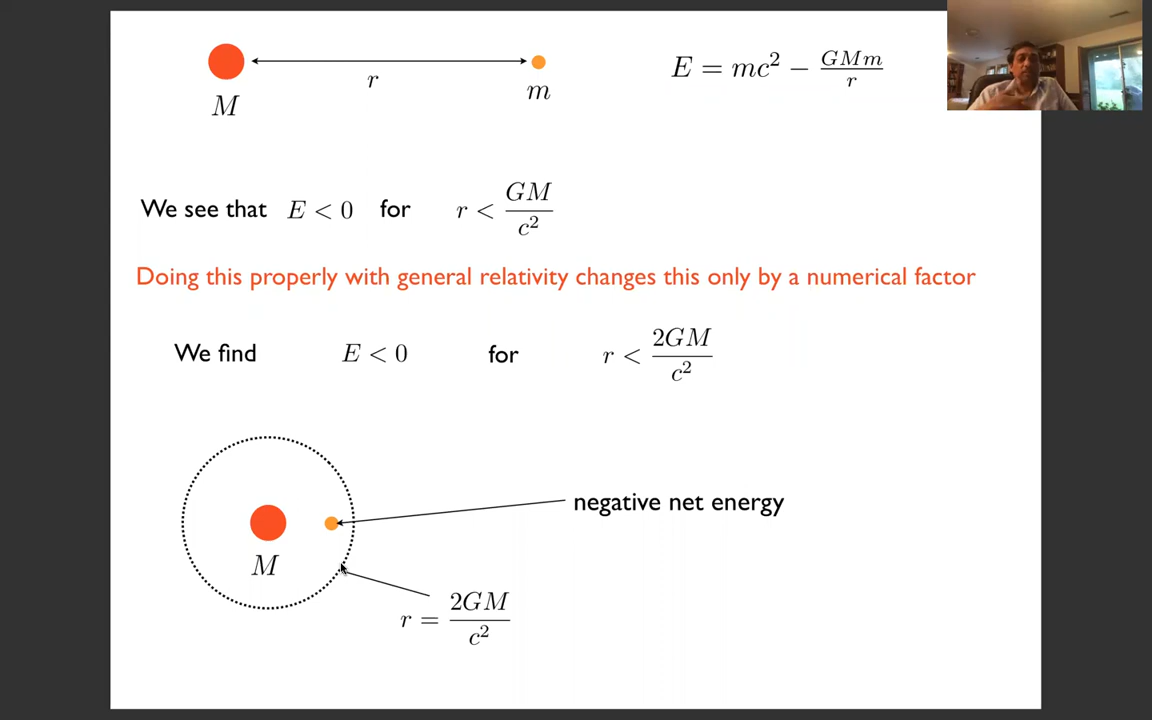 E = mc² − GMm/r
r
M
m
We see that E < 0 for r < GM/c²
Doing this properly with general relativity changes this only by a numerical factor
We find E < 0 for r < 2GM/c²
negative net energy
M
r = 2GM/c²